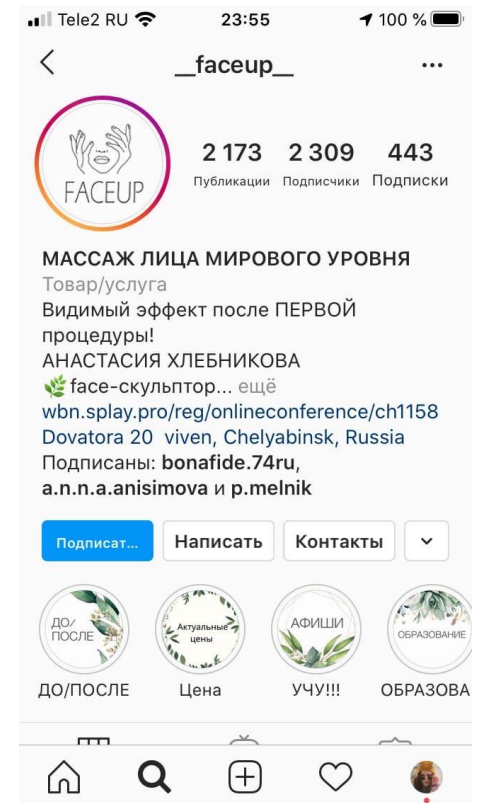 Tele2 RU 23:55 100 %
__faceup__
FACEUP
2 173 2 309 443
Публикации Подписчики Подписки
МАССАЖ ЛИЦА МИРОВОГО УРОВНЯ
Товар/услуга
Видимый эффект после ПЕРВОЙ
процедуры!
АНАСТАСИЯ ХЛЕБНИКОВА
🌿face-скульптор... ещё
wbn.splay.pro/reg/onlineconference/ch1158
Dovatora 20 viven, Chelyabinsk, Russia
Подписаны: bonafide.74ru,
a.n.n.a.anisimova и p.melnik
Подписат... Написать Контакты
ДО/
ПОСЛЕ
Актуальные
цены
АФИШИ
ОБРАЗОВАНИЕ
ДО/ПОСЛЕ Цена УЧУ!!! ОБРАЗОВА